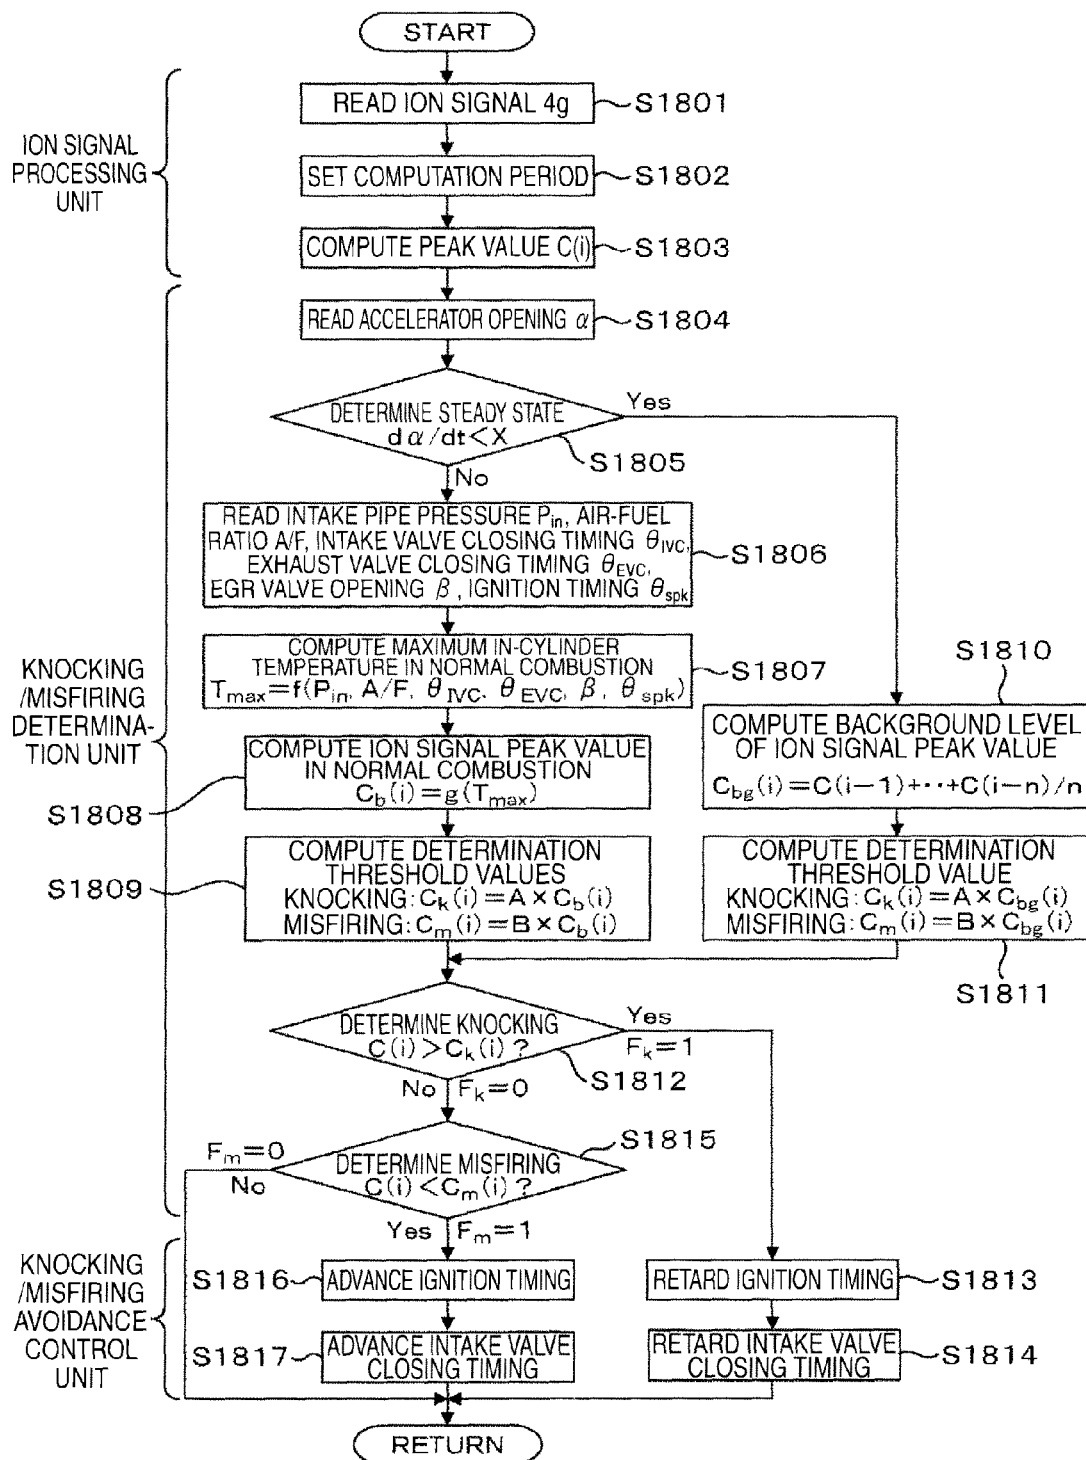 START
ION SIGNAL
PROCESSING
UNIT
READ ION SIGNAL 4g
S1801
SET COMPUTATION PERIOD
S1802
COMPUTE PEAK VALUE C(i)
S1803
READ ACCELERATOR OPENING α
S1804
DETERMINE STEADY STATE
dα/dt<X
Yes
S1805
No
KNOCKING
/MISFIRING
DETERMINA-
TION UNIT
READ INTAKE PIPE PRESSURE Pin, AIR-FUEL
RATIO A/F, INTAKE VALVE CLOSING TIMING θIVC,
EXHAUST VALVE CLOSING TIMING θEVC,
EGR VALVE OPENING β, IGNITION TIMING θspk
S1806
COMPUTE MAXIMUM IN-CYLINDER
TEMPERATURE IN NORMAL COMBUSTION
Tmax=f(Pin, A/F, θIVC, θEVC, β, θspk)
S1807
COMPUTE ION SIGNAL PEAK VALUE
IN NORMAL COMBUSTION
Cb(i)=g(Tmax)
S1808
COMPUTE DETERMINATION
THRESHOLD VALUES
KNOCKING:Ck(i)=A×Cb(i)
MISFIRING:Cm(i)=B×Cb(i)
S1809
S1810
COMPUTE BACKGROUND LEVEL
OF ION SIGNAL PEAK VALUE
Cbg(i)=C(i−1)+··+C(i−n)/n
COMPUTE DETERMINATION
THRESHOLD VALUE
KNOCKING:Ck(i)=A×Cbg(i)
MISFIRING:Cm(i)=B×Cbg(i)
S1811
DETERMINE KNOCKING
C(i)>Ck(i)?
Yes
Fk=1
S1812
No Fk=0
DETERMINE MISFIRING
C(i)<Cm(i)?
S1815
Fm=0
No
Yes Fm=1
KNOCKING
/MISFIRING
AVOIDANCE
CONTROL
UNIT
S1816
ADVANCE IGNITION TIMING
S1817
ADVANCE INTAKE VALVE
CLOSING TIMING
RETARD IGNITION TIMING
S1813
RETARD INTAKE VALVE
CLOSING TIMING
S1814
RETURN